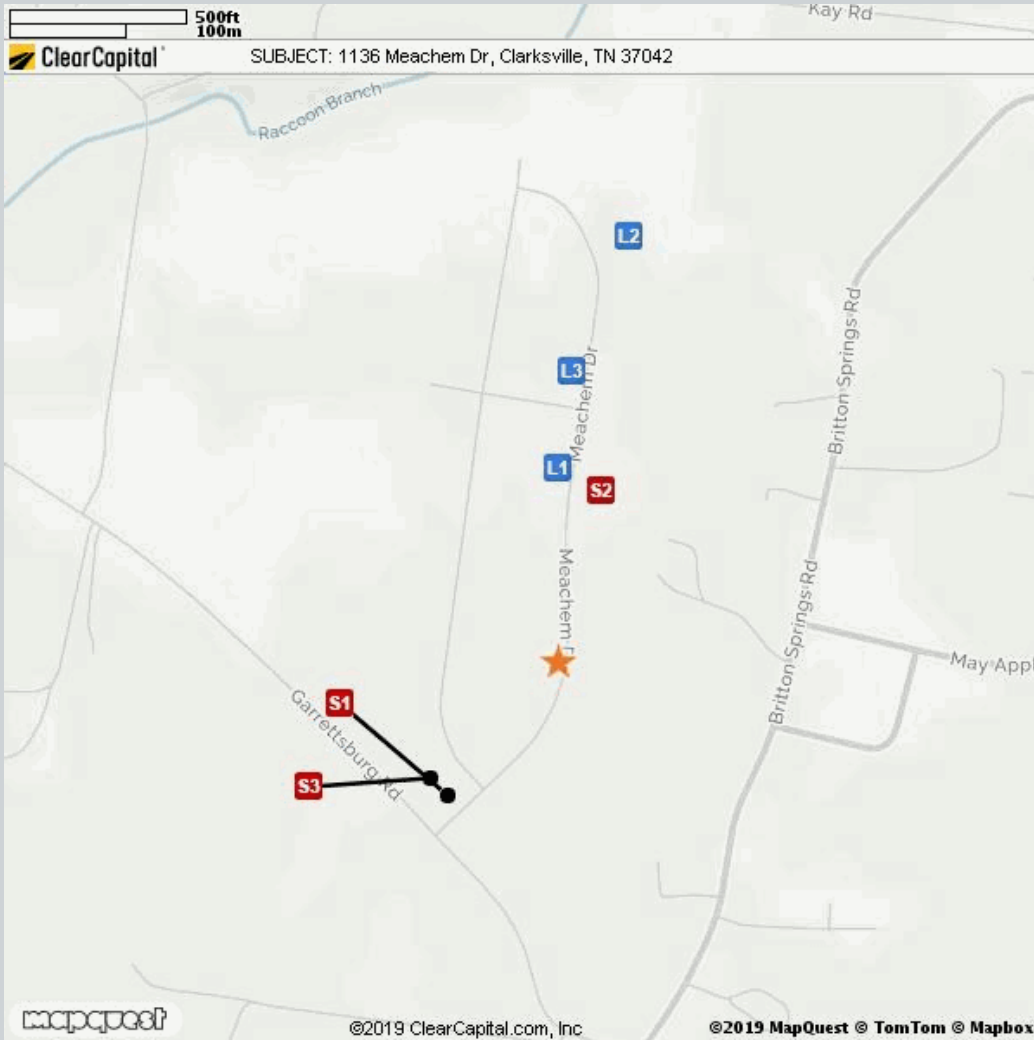 500ft
100m
Kay Rd
ClearCapital
SUBJECT: 1136 Meachem Dr, Clarksville, TN 37042
Raccoon Branch
L2
Britton Springs Rd
L3
Meachem Dr
L1
S2
Meachem
Britton Springs Rd
May Appl
S1
Garrettsburg Rd
S3
mapquest
©2019 ClearCapital.com, Inc
©2019 MapQuest © TomTom © Mapbox